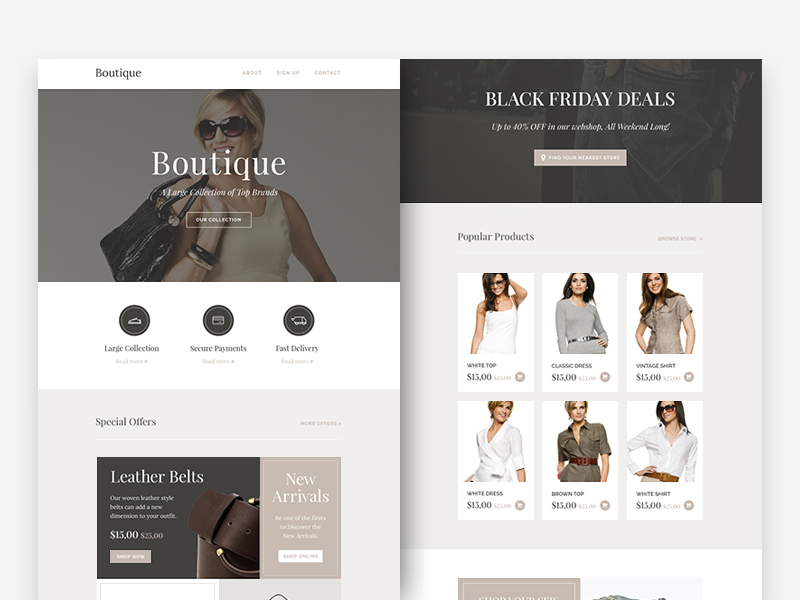 Boutique
ABOUT
SIGN UP
CONTACT
Boutique
A Large Collection of Top Brands
OUR COLLECTION
Large Collection
Read more »
Secure Payments
Read more »
Fast Delivery
Read more »
Special Offers
MORE OFFERS »
Leather Belts
Our woven leather style
belts can add a new
dimension to your outfit.
$15,00 $25,00
SHOP NOW
New
Arrivals
Be one of the firsts
to Discover the
New Arrivals.
SHOP ONLINE
BLACK FRIDAY DEALS
Up to 40% OFF in our webshop, All Weekend Long!
FIND YOUR NEAREST STORE
Popular Products
BROWSE STORE »
WHITE TOP
$15,00 $25,00
CLASSIC DRESS
$15,00 $25,00
VINTAGE SHIRT
$15,00 $25,00
WHITE DRESS
$15,00 $25,00
BROWN TOP
$15,00 $25,00
WHITE SHIRT
$15,00 $25,00
SHOP YOUR SIZE